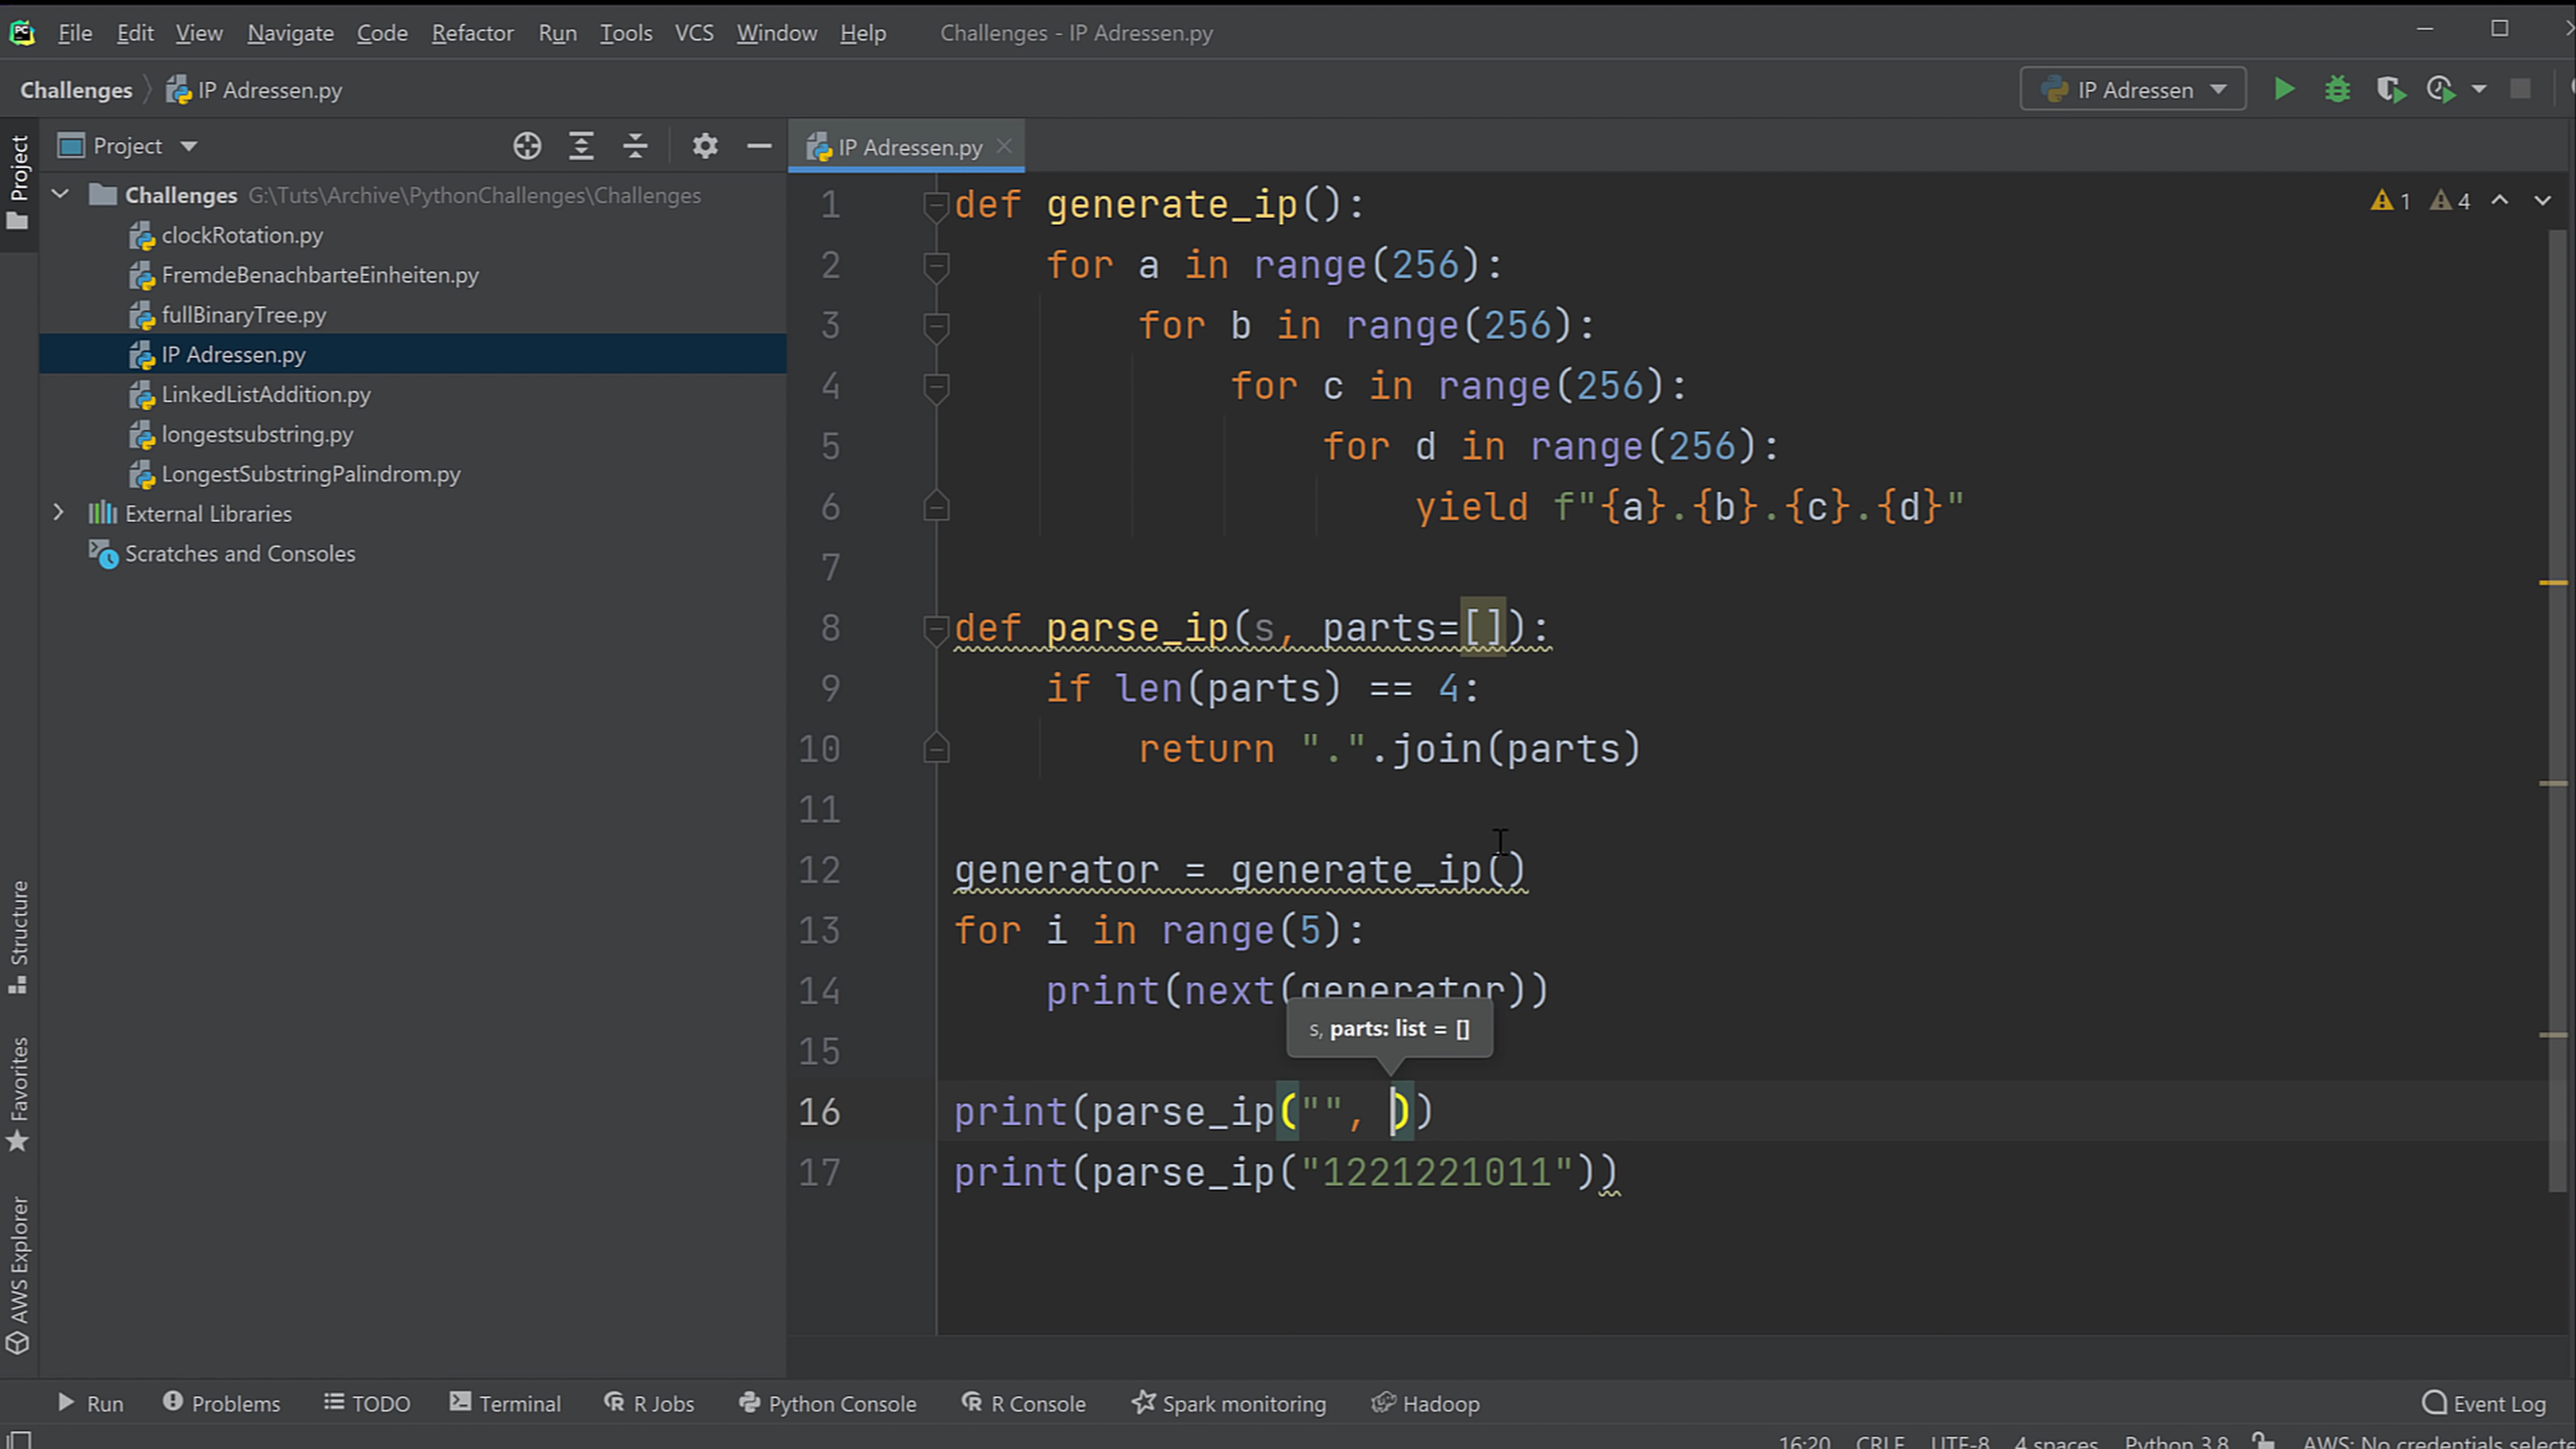 PC File Edit View Navigate Code Refactor Run Tools VCS Window Help Challenges - IP Adressen.py
Challenges IP Adressen.py IP Adressen
Project
Project
Challenges G:\Tuts\Archive\PythonChallenges\Challenges
clockRotation.py
FremdeBenachbarteEinheiten.py
fullBinaryTree.py
IP Adressen.py
LinkedListAddition.py
longestsubstring.py
LongestSubstringPalindrom.py
External Libraries
Scratches and Consoles
Structure
Favorites
AWS Explorer
IP Adressen.py
1 4
1 def generate_ip():
2 for a in range(256):
3 for b in range(256):
4 for c in range(256):
5 for d in range(256):
6 yield f"{a}.{b}.{c}.{d}"
7
8 def parse_ip(s, parts=[]):
9 if len(parts) == 4:
10 return ".".join(parts)
11
12 generator = generate_ip()
13 for i in range(5):
14 print(next(generator))
s, parts: list = []
15
16 print(parse_ip("", ))
17 print(parse_ip("1221221011"))
Run Problems TODO Terminal R Jobs Python Console R Console Spark monitoring Hadoop Event Log
16:20 CRLF UTF-8 4 spaces Python 3.8 AWS: No credentials select